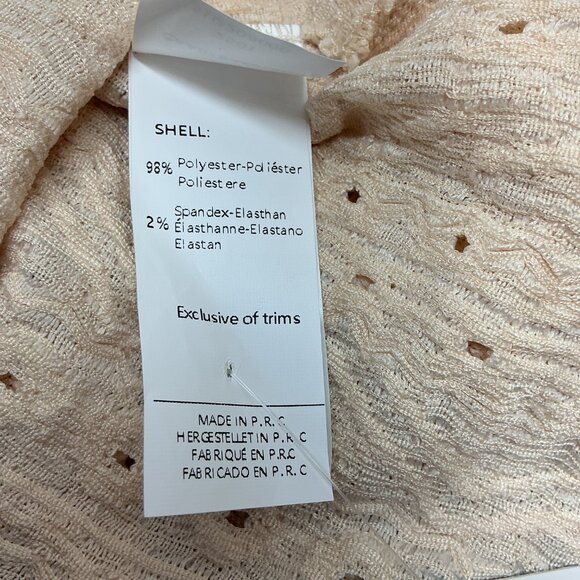 SHELL:
98% Polyester-Poliéster
Poliestere
Spandex-Elasthan
2% Élasthanne-Elastano
Elastan
Exclusive of trims
MADE IN P.R.C
HERGESTELLET IN P.R.C
FABRIQUÉ EN P.R.C
FABRICADO EN P.R.C